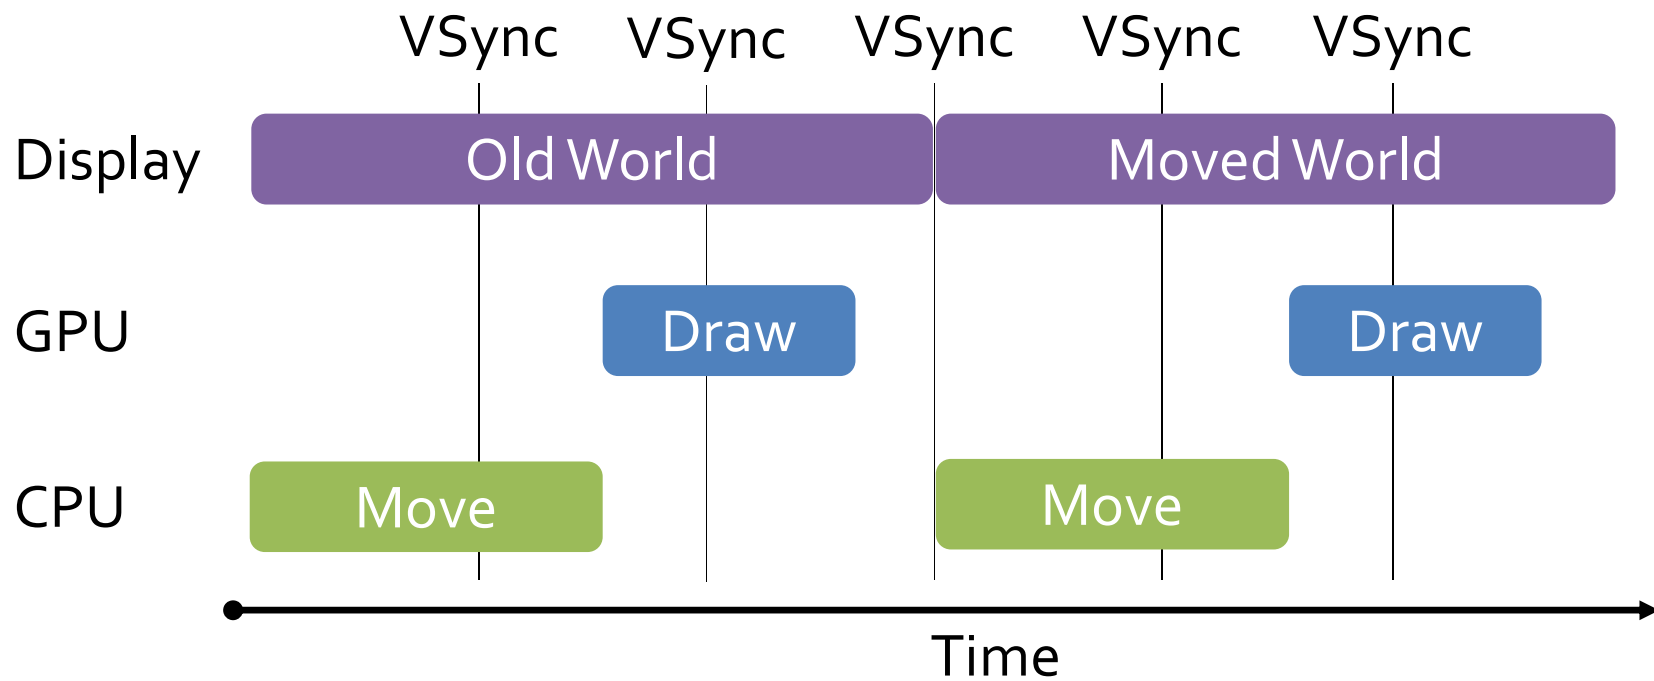 VSync VSync VSync VSync VSync
Display Old World Moved World
GPU Draw Draw
CPU Move Move
Time